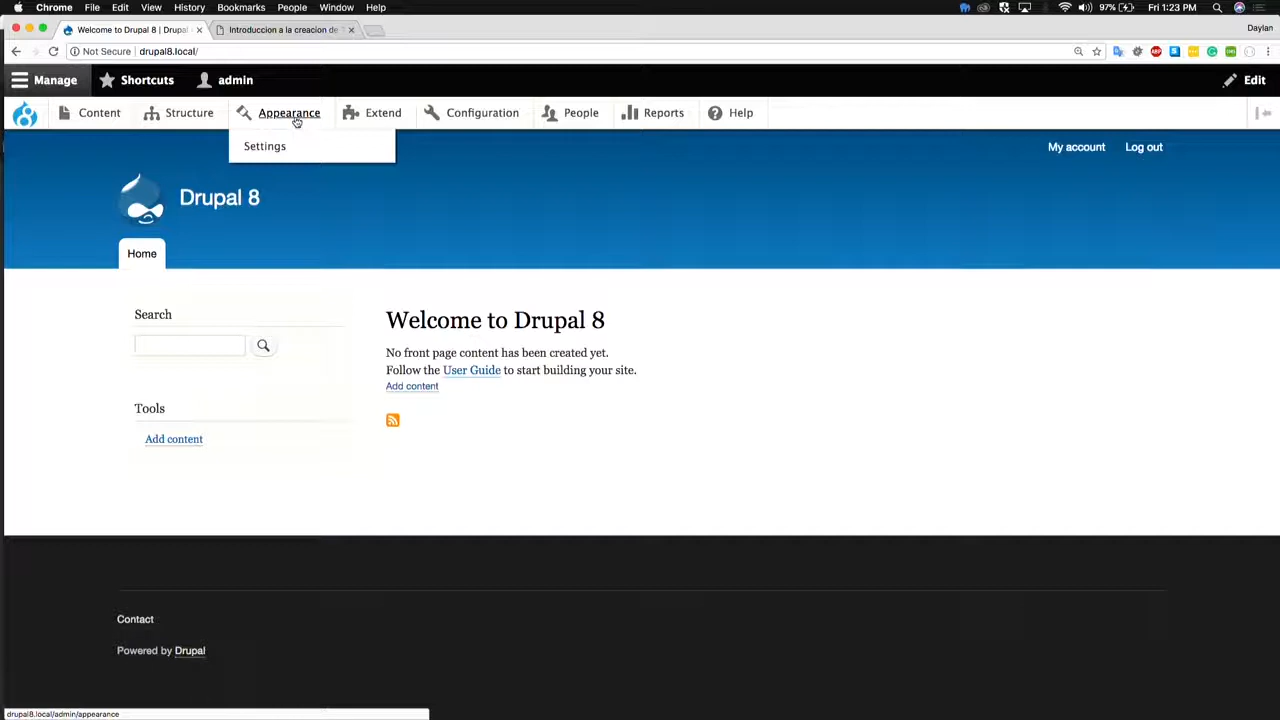 Chrome File Edit View History Bookmarks People Window Help 97% Fri 1:23 PM
Welcome to Drupal 8 | Drupal Introduccion a la creacion de Daylan
Not Secure drupal8.local/
Manage Shortcuts admin Edit
Content Structure Appearance Extend Configuration People Reports Help
Settings
My account Log out
Drupal 8
Home
Search
Welcome to Drupal 8
No front page content has been created yet.
Follow the User Guide to start building your site.
Add content
Tools
Add content
Contact
Powered by Drupal
drupal8.local/admin/appearance